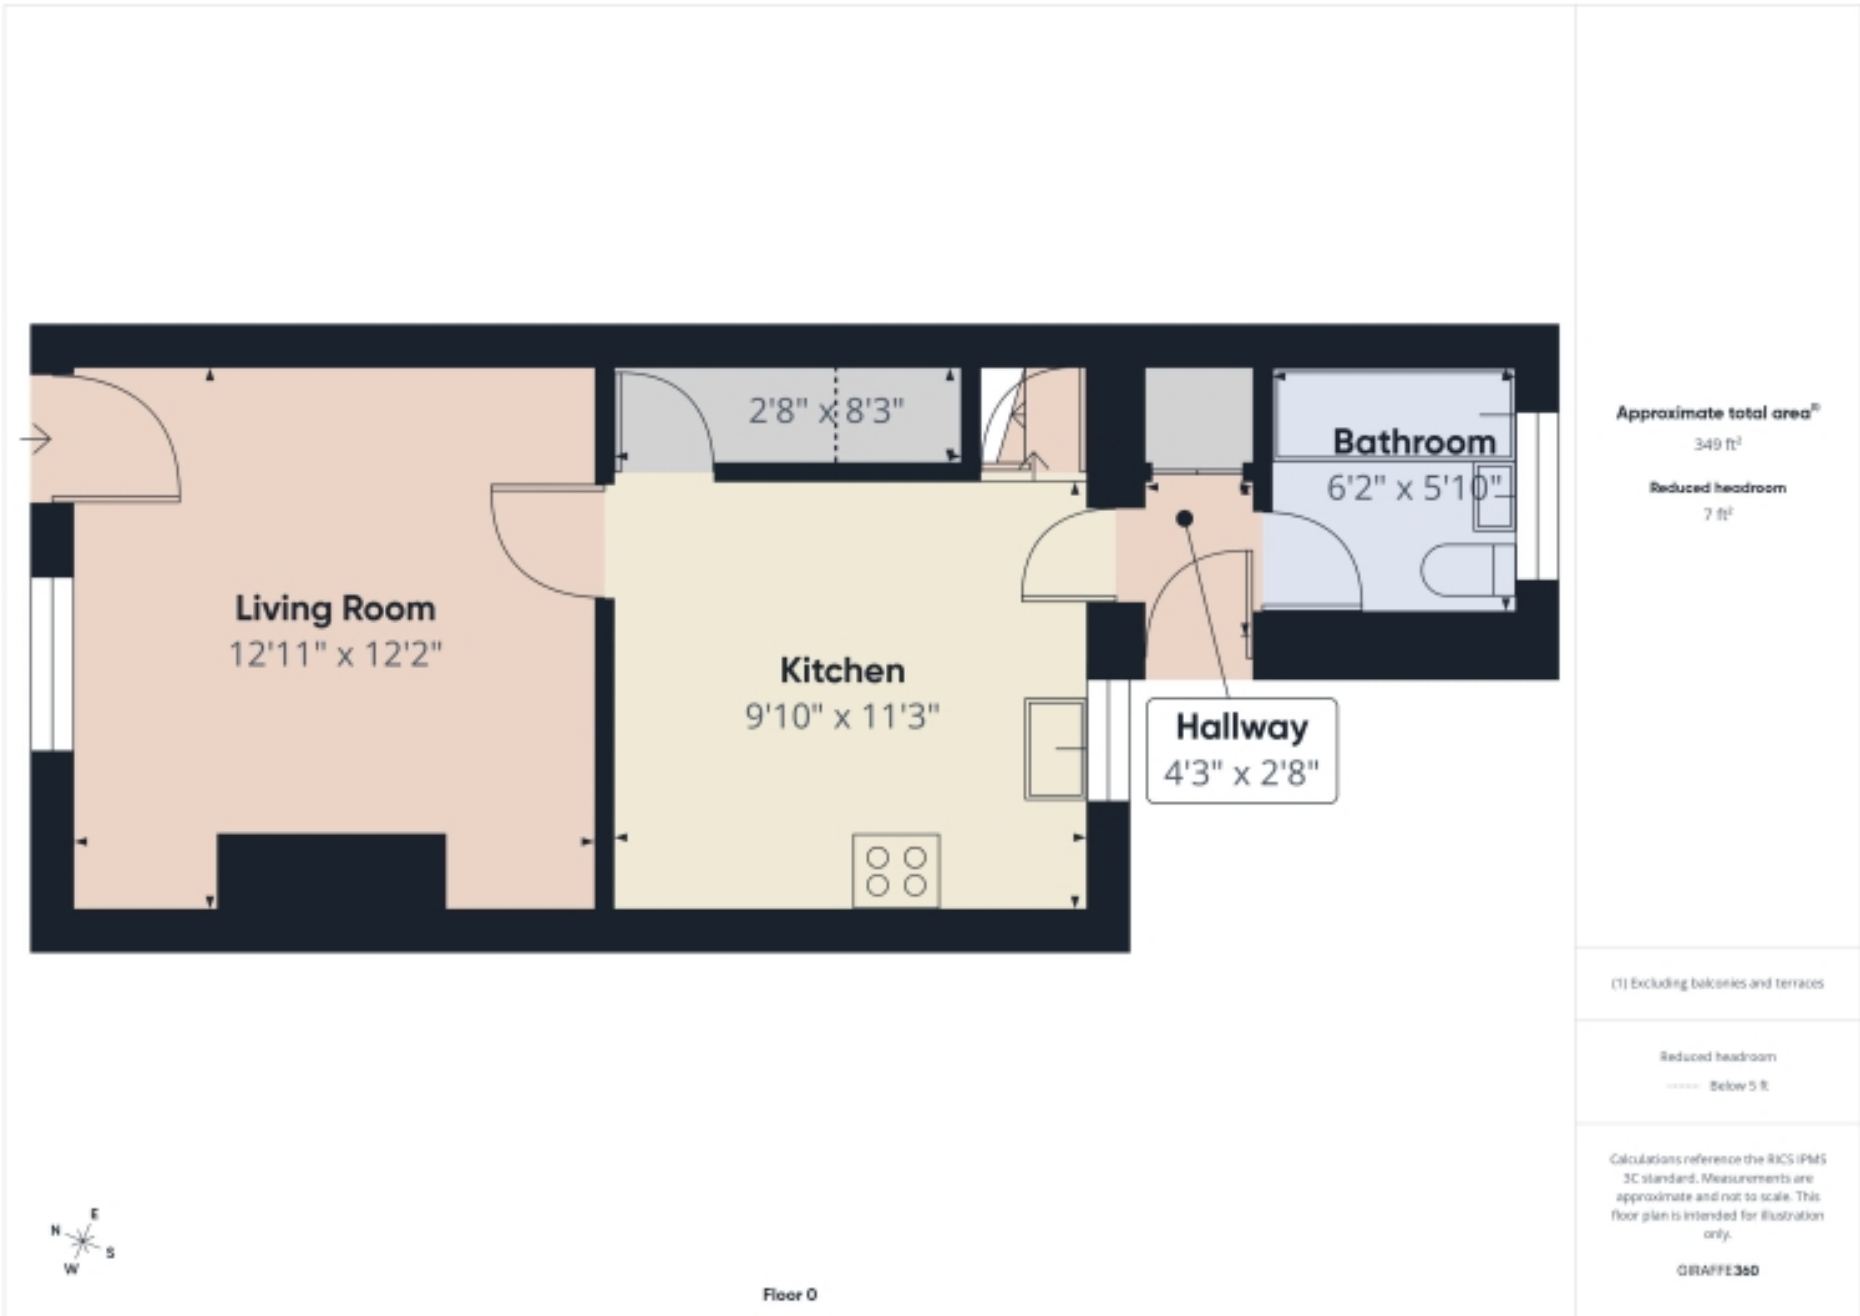 2'8" x 8'3"
Bathroom
6'2" x 5'10"
Living Room
12'11" x 12'2"
Kitchen
9'10" x 11'3"
Hallway
4'3" x 2'8"
Approximate total area⁽¹⁾
349 ft²
Reduced headroom
7 ft²
(1) Excluding balconies and terraces
Reduced headroom
Below 5 ft
Calculations reference the RICS IPMS
3C standard. Measurements are
approximate and not to scale. This
floor plan is intended for illustration
only.
GIRAFFE360
E
N
S
W
Floor 0